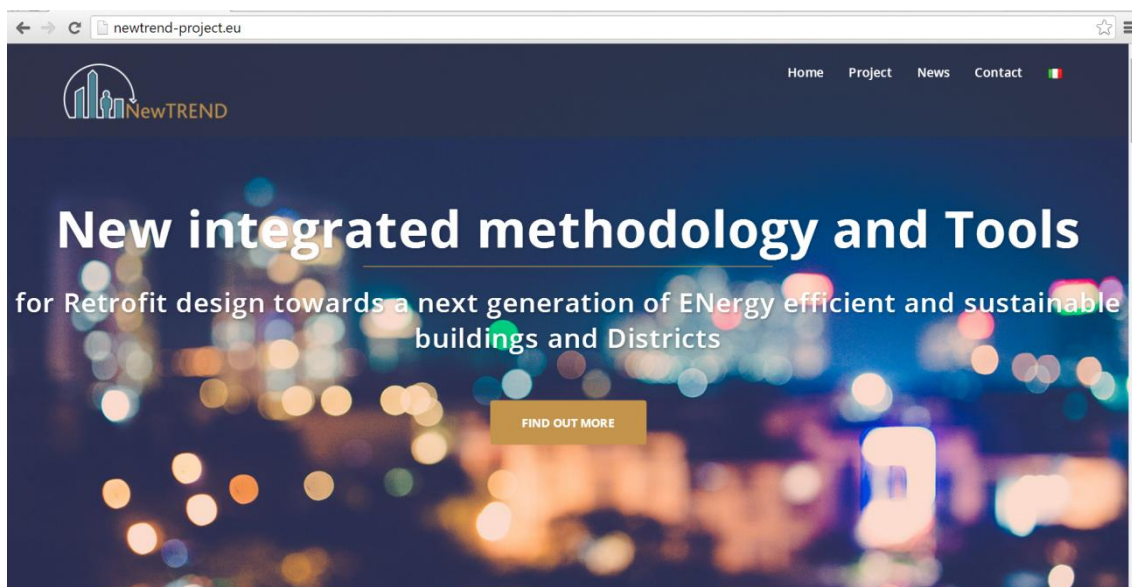 newtrend-project.eu
Home Project News Contact
NewTREND
New integrated methodology and Tools
for Retrofit design towards a next generation of ENergy efficient and sustainable
buildings and Districts
FIND OUT MORE